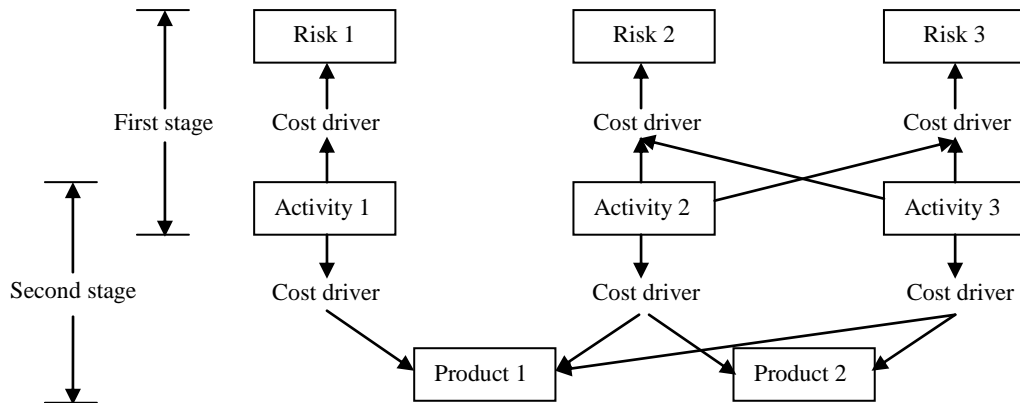 Risk 1
Risk 2
Risk 3
First stage
Cost driver
Cost driver
Cost driver
Activity 1
Activity 2
Activity 3
Second stage
Cost driver
Cost driver
Cost driver
Product 1
Product 2